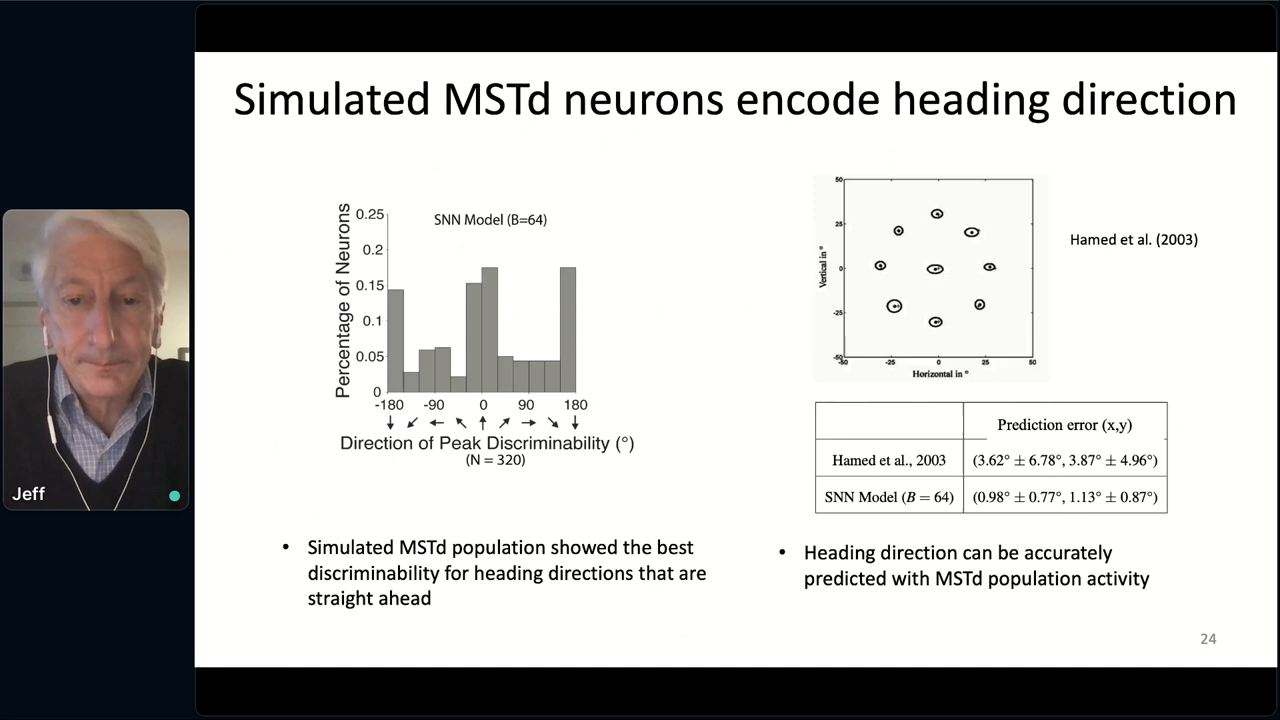 Simulated MSTd neurons encode heading direction
Percentage of Neurons
SNN Model (B=64)
0.25
0.2
0.15
0.1
0.05
0
-180 -90 0 90 180
Direction of Peak Discriminability (°)
(N = 320)
• Simulated MSTd population showed the best
discriminability for heading directions that are
straight ahead
Vertical in °
50
25
0
-25
-50
-50 -25 0 25 50
Horizontal in °
Hamed et al. (2003)
Prediction error (x,y)
Hamed et al., 2003 (3.62° ± 6.78°, 3.87° ± 4.96°)
SNN Model (B = 64) (0.98° ± 0.77°, 1.13° ± 0.87°)
• Heading direction can be accurately
predicted with MSTd population activity
24
Jeff